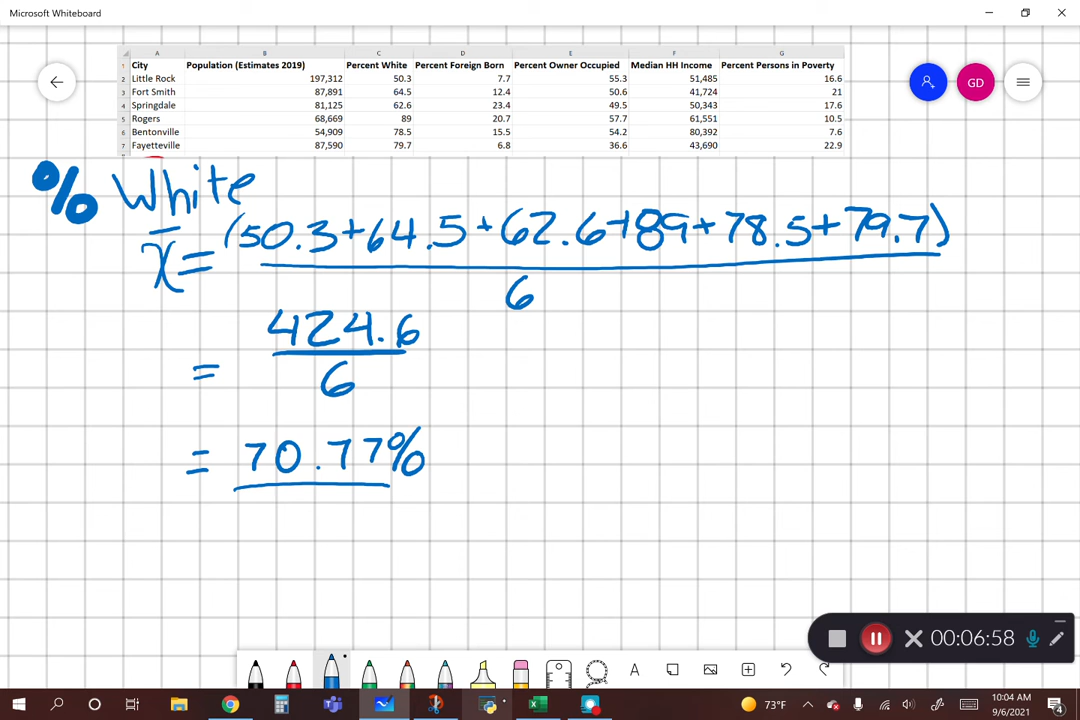 Microsoft Whiteboard
A B C D E F G
1 City Population (Estimates 2019) Percent White Percent Foreign Born Percent Owner Occupied Median HH Income Percent Persons in Poverty
2 Little Rock 197,312 50.3 7.7 55.3 51,485 16.6
3 Fort Smith 87,891 64.5 12.4 50.6 41,724 21
4 Springdale 81,125 62.6 23.4 49.5 50,343 17.6
5 Rogers 68,669 89 20.7 57.7 61,551 10.5
6 Bentonville 54,909 78.5 15.5 54.2 80,392 7.6
7 Fayetteville 87,590 79.7 6.8 36.6 43,690 22.9
GD
% White
x̄ = (50.3+64.5+62.6+89+78.5+79.7)
6
= 424.6
6
= 70.77%
00:06:58
A
73°F
10:04 AM
9/6/2021
4